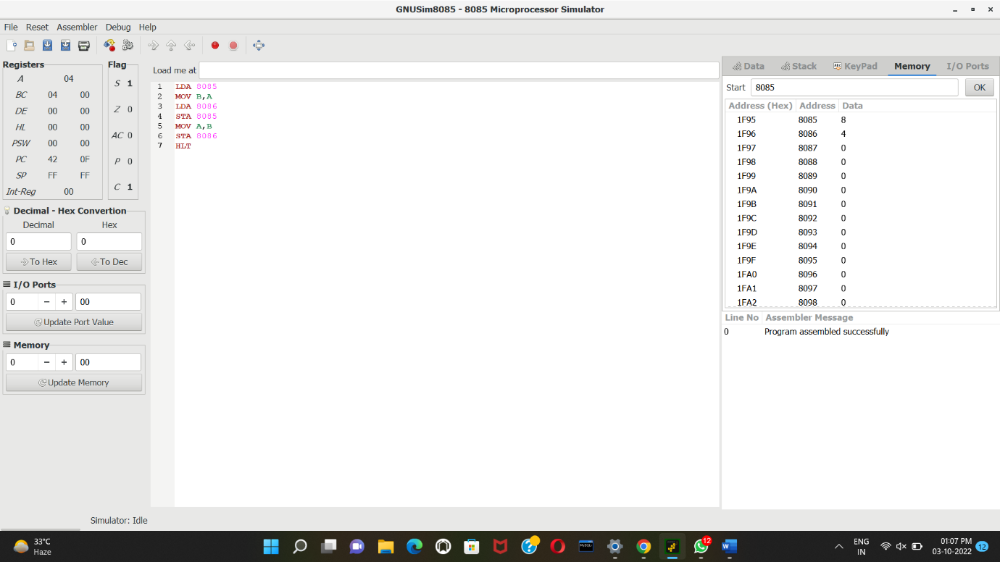 GNUSim8085 - 8085 Microprocessor Simulator
File Reset Assembler Debug Help
Registers
A 04
BC 04 00
DE 00 00
HL 00 00
PSW 00 00
PC 42 0F
SP FF FF
Int-Reg 00
Flag
S 1
Z 0
AC 0
P 0
C 1
Decimal - Hex Convertion
Decimal Hex
0 0
To Hex To Dec
I/O Ports
0 − + 00
Update Port Value
Memory
0 − + 00
Update Memory
Load me at
1 LDA 8085
2 MOV B,A
3 LDA 8086
4 STA 8085
5 MOV A,B
6 STA 8086
7 HLT
Data Stack Abc KeyPad Memory I/O Ports
Start 8085 OK
Address (Hex) Address Data
1F95 8085 8
1F96 8086 4
1F97 8087 0
1F98 8088 0
1F99 8089 0
1F9A 8090 0
1F9B 8091 0
1F9C 8092 0
1F9D 8093 0
1F9E 8094 0
1F9F 8095 0
1FA0 8096 0
1FA1 8097 0
1FA2 8098 0
Line No Assembler Message
0 Program assembled successfully
Simulator: Idle
33°C
Haze
MySQL
12
W
ENG
IN
01:07 PM
03-10-2022
12